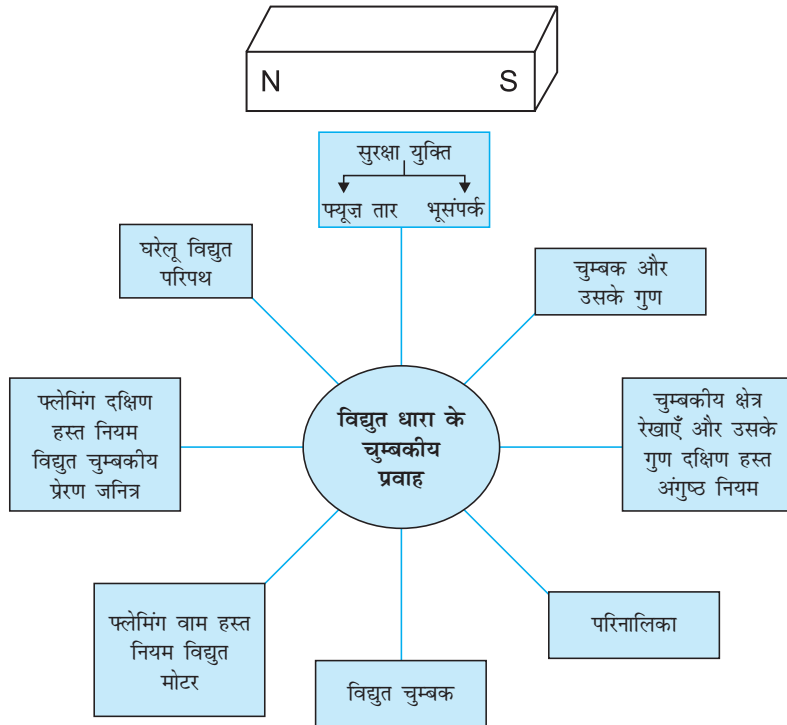 N S
सुरक्षा युक्ति
फ्यूज़ तार भूसंपर्क
घरेलू विद्युत
परिपथ
चुम्बक और
उसके गुण
फ्लेमिंग दक्षिण
हस्त नियम
विद्युत चुम्बकीय
प्रेरण जनित्र
विद्युत धारा के
चुम्बकीय
प्रवाह
चुम्बकीय क्षेत्र
रेखाएँ और उसके
गुण दक्षिण हस्त
अंगुष्ठ नियम
फ्लेमिंग वाम हस्त
नियम विद्युत
मोटर
विद्युत चुम्बक
परिनालिका